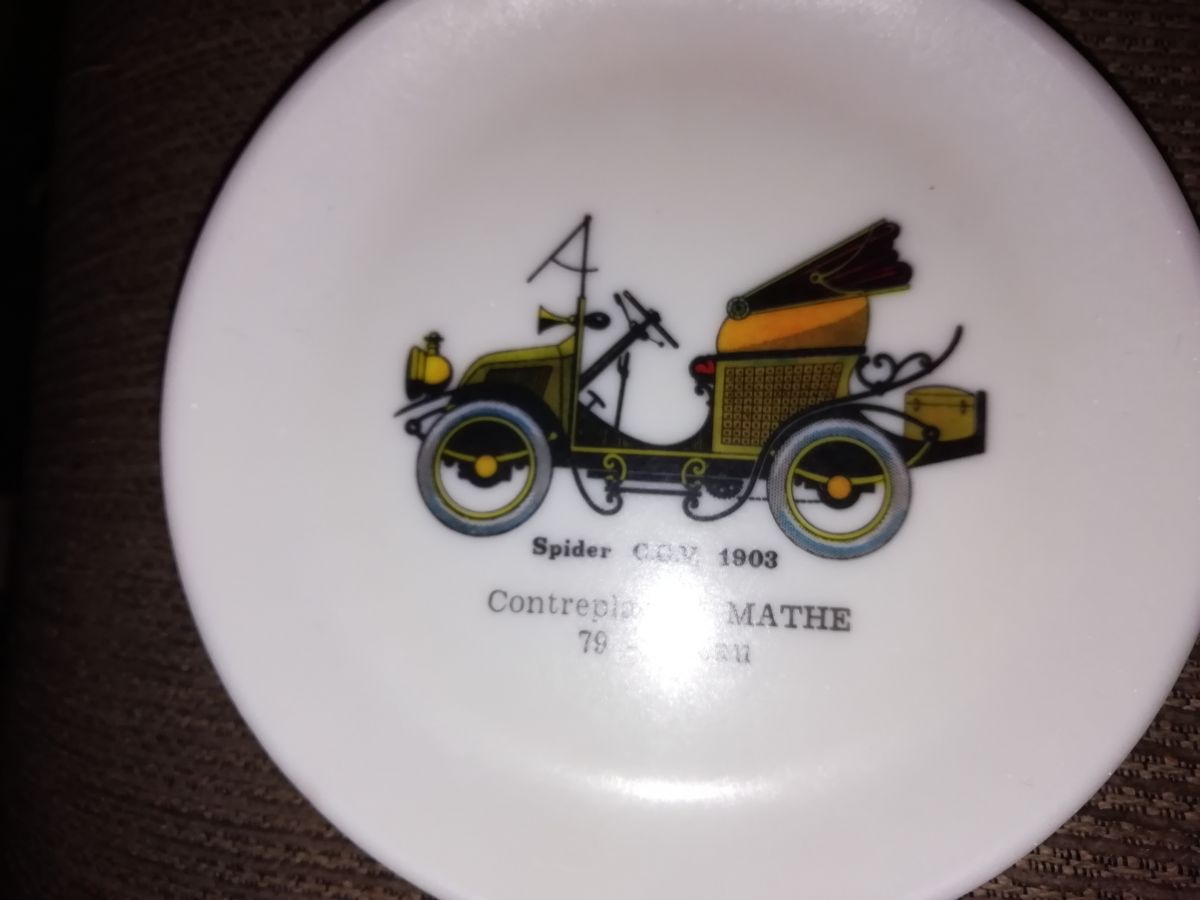 Spider C.G.V. 1903
MATHE
79